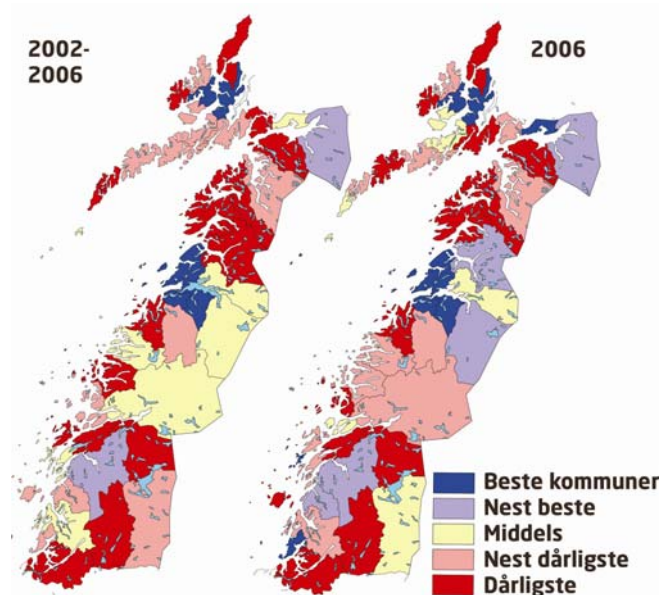 2002-
2006
2006
Beste kommuner
Nest beste
Middels
Nest dårligste
Dårligste